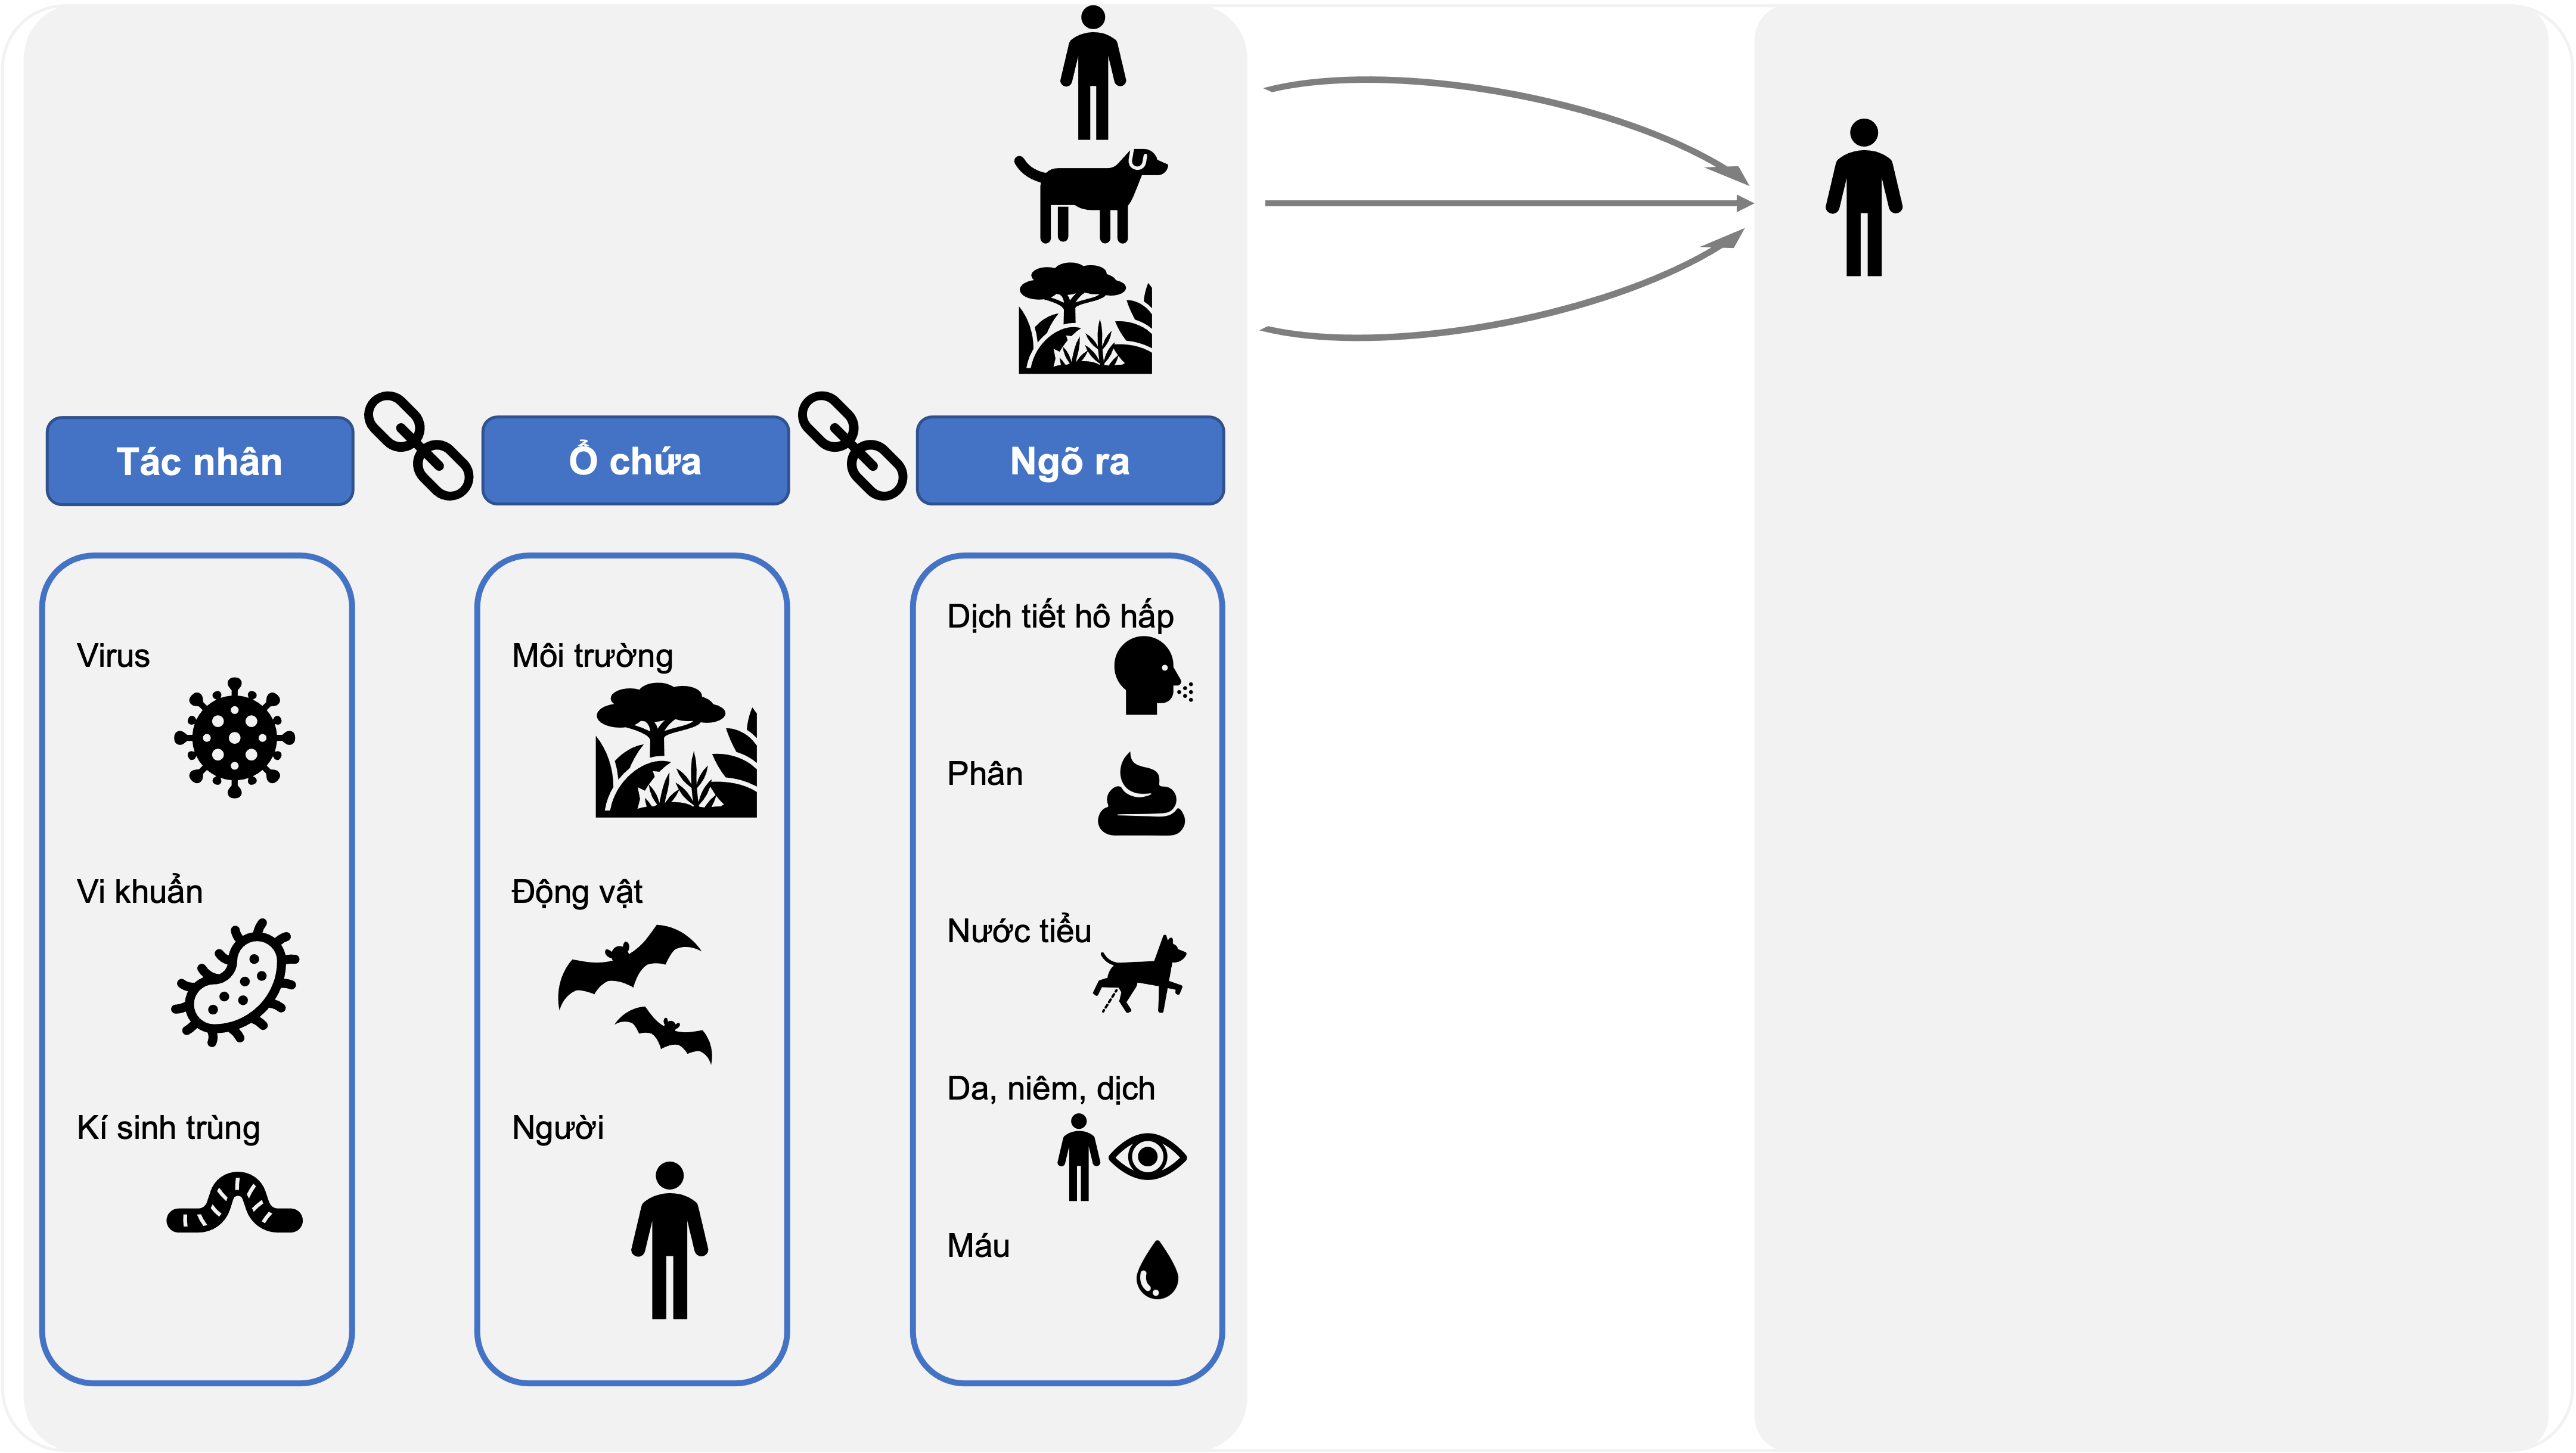 Tác nhân
Ổ chứa
Ngõ ra
Virus
Vi khuẩn
Kí sinh trùng
Môi trường
Động vật
Người
Dịch tiết hô hấp
Phân
Nước tiểu
Da, niêm, dịch
Máu